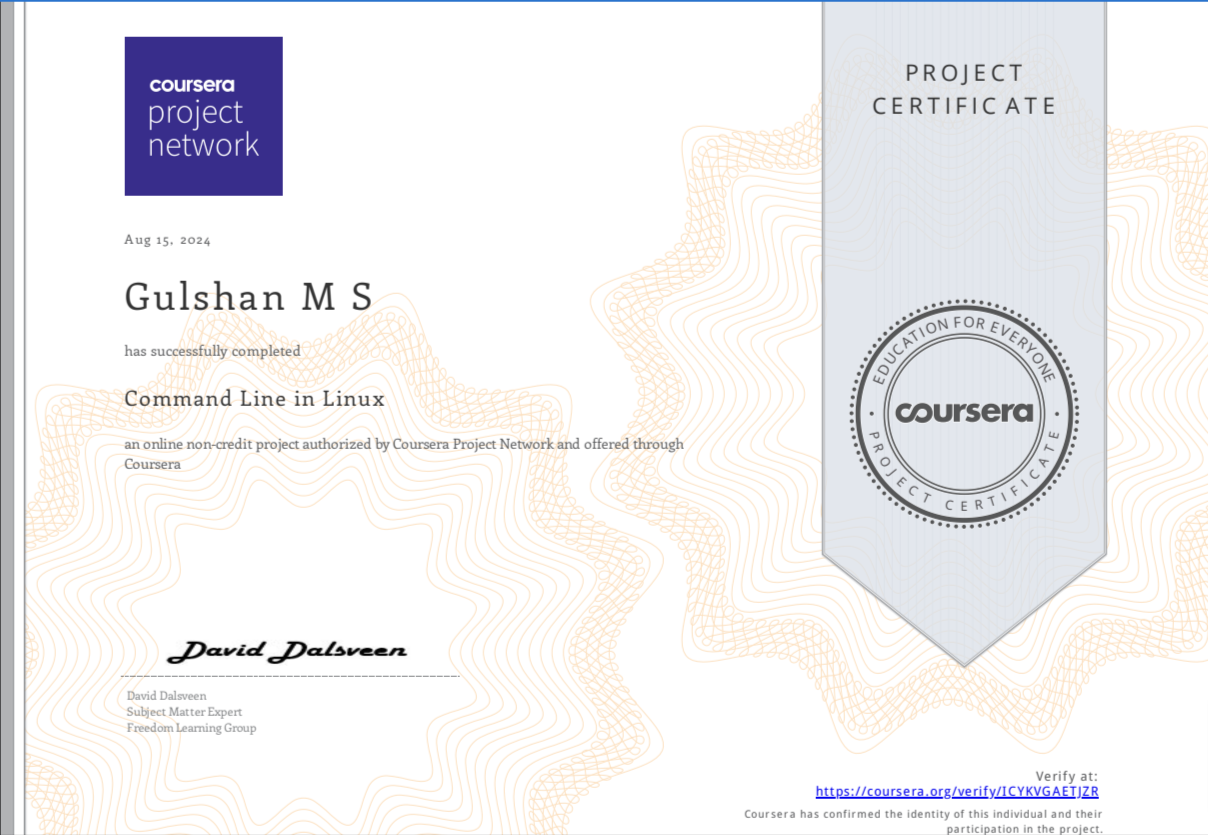 coursera
project
network
PROJECT
CERTIFICATE
Aug 15, 2024
Gulshan M S
has successfully completed
Command Line in Linux
an online non-credit project authorized by Coursera Project Network and offered through
Coursera
EDUCATION FOR EVERYONE
coursera
PROJECT CERTIFICATE
David Dalsveen
David Dalsveen
Subject Matter Expert
Freedom Learning Group
Verify at:
https://coursera.org/verify/ICYKVGAETJZR
Coursera has confirmed the identity of this individual and their
participation in the project.